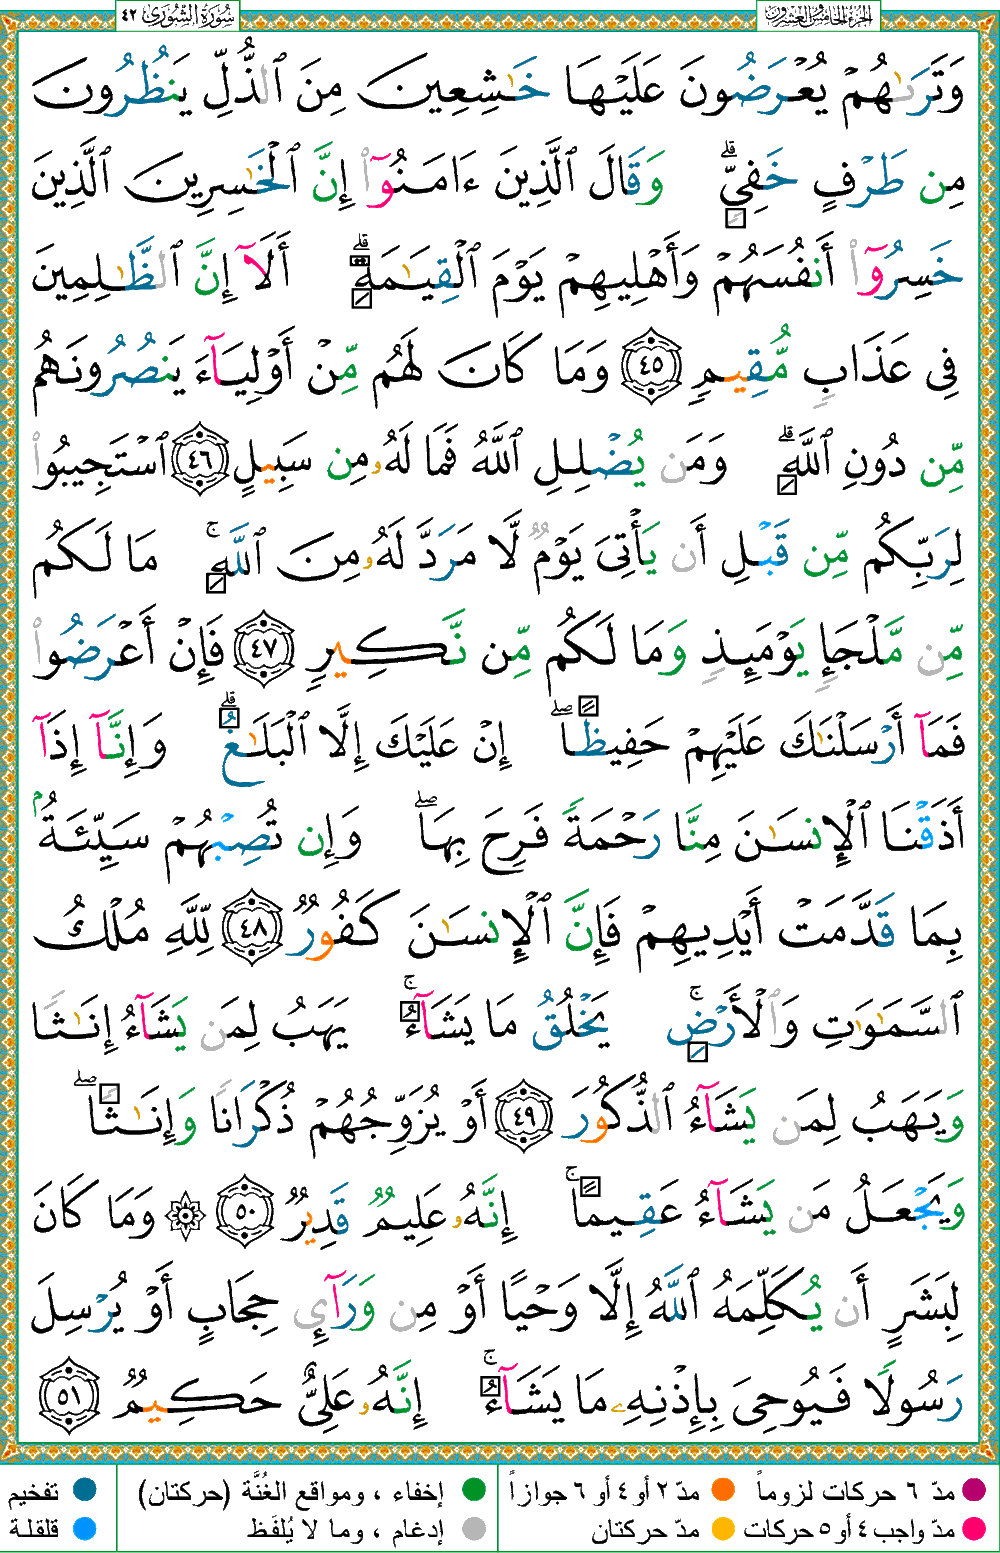 سُورَةُ الشُّورَىٰ ٤٢ الجزء الخامس والعشرون
وَتَرَىٰهُمْ يُعْرَضُونَ عَلَيْهَا خَٰشِعِينَ مِنَ ٱلذُّلِّ يَنظُرُونَ
مِن طَرْفٍ خَفِيٍّۗ وَقَالَ ٱلَّذِينَ ءَامَنُوٓا۟ إِنَّ ٱلْخَٰسِرِينَ ٱلَّذِينَ
خَسِرُوٓا۟ أَنفُسَهُمْ وَأَهْلِيهِمْ يَوْمَ ٱلْقِيَٰمَةِۗ أَلَآ إِنَّ ٱلظَّٰلِمِينَ
فِى عَذَابٍ مُّقِيمٍ ٤٥ وَمَا كَانَ لَهُم مِّنْ أَوْلِيَآءَ يَنصُرُونَهُم
مِّن دُونِ ٱللَّهِۗ وَمَن يُضْلِلِ ٱللَّهُ فَمَا لَهُۥ مِن سَبِيلٍ ٤٦ ٱسْتَجِيبُوا۟
لِرَبِّكُم مِّن قَبْلِ أَن يَأْتِىَ يَوْمٌ لَّا مَرَدَّ لَهُۥ مِنَ ٱللَّهِۚ مَا لَكُم
مِّن مَّلْجَإٍ يَوْمَئِذٍ وَمَا لَكُم مِّن نَّكِيرٍ ٤٧ فَإِنْ أَعْرَضُوا۟
فَمَآ أَرْسَلْنَٰكَ عَلَيْهِمْ حَفِيظًاۖ إِنْ عَلَيْكَ إِلَّا ٱلْبَلَٰغُۗ وَإِنَّآ إِذَآ
أَذَقْنَا ٱلْإِنسَٰنَ مِنَّا رَحْمَةً فَرِحَ بِهَاۖ وَإِن تُصِبْهُمْ سَيِّئَةٌۢ
بِمَا قَدَّمَتْ أَيْدِيهِمْ فَإِنَّ ٱلْإِنسَٰنَ كَفُورٌ ٤٨ لِّلَّهِ مُلْكُ
ٱلسَّمَٰوَٰتِ وَٱلْأَرْضِۚ يَخْلُقُ مَا يَشَآءُۚ يَهَبُ لِمَن يَشَآءُ إِنَٰثًا
وَيَهَبُ لِمَن يَشَآءُ ٱلذُّكُورَ ٤٩ أَوْ يُزَوِّجُهُمْ ذُكْرَانًا وَإِنَٰثًاۖ
وَيَجْعَلُ مَن يَشَآءُ عَقِيمًاۚ إِنَّهُۥ عَلِيمٌ قَدِيرٌ ٥٠ ۞ وَمَا كَانَ
لِبَشَرٍ أَن يُكَلِّمَهُ ٱللَّهُ إِلَّا وَحْيًا أَوْ مِن وَرَآئِ حِجَابٍ أَوْ يُرْسِلَ
رَسُولًا فَيُوحِىَ بِإِذْنِهِۦ مَا يَشَآءُۚ إِنَّهُۥ عَلِىٌّ حَكِيمٌ ٥١
مدّ ٦ حركات لزوماً مدّ ٢ أو ٤ أو ٦ جوازاً إخفاء ، ومواقع الغُنَّة (حركتان) تفخيم
مدّ واجب ٤ أو ٥ حركات مدّ حركتان إدغام ، وما لا يُلفَظ قلقلة